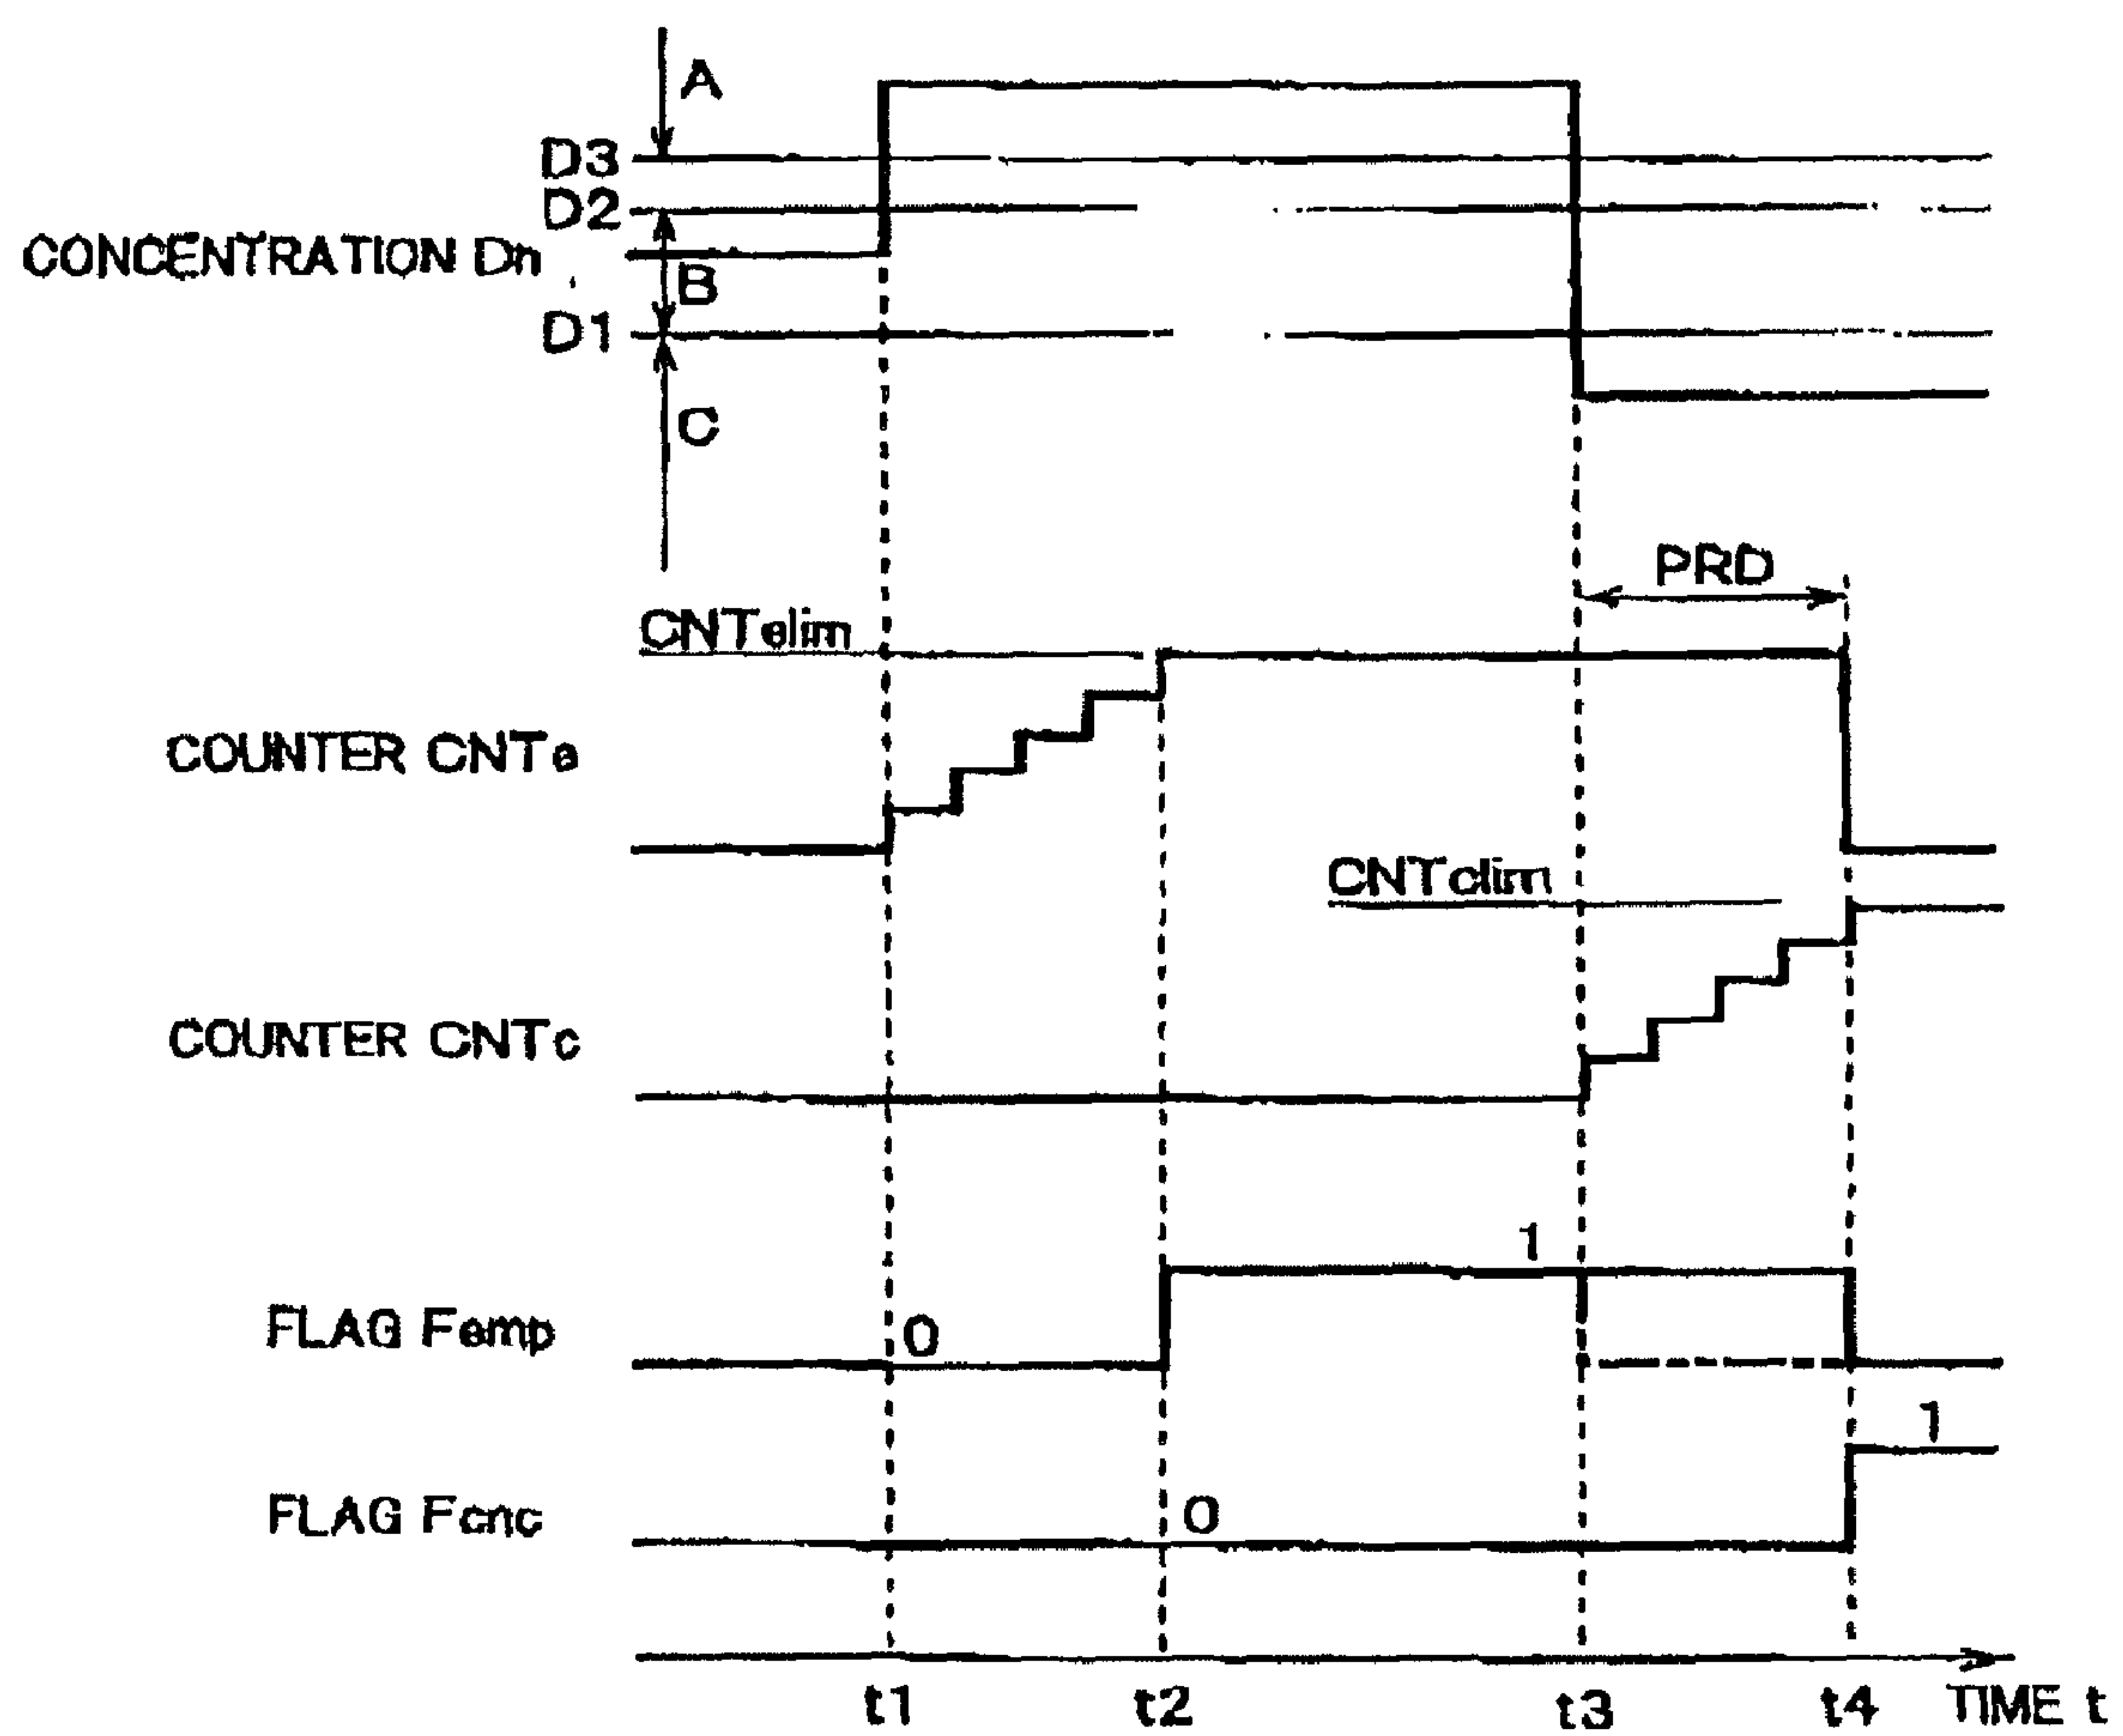 A
D3
D2
CONCENTRATION Dn
B
D1
C
PRD
CNTelim
COUNTER CNTe
CNTclim
COUNTER CNTc
1
FLAG Femp
0
1
FLAG Fcnc
0
t1 t2 t3 t4 TIME t